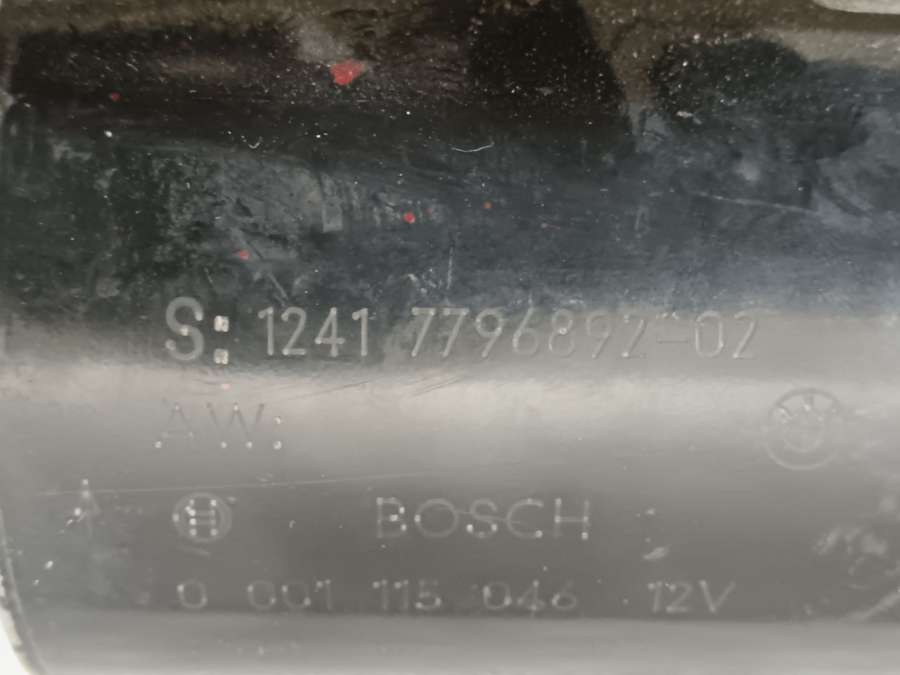 S: 1241 7796892-02
AW:
BOSCH
0 001 115 046 12V